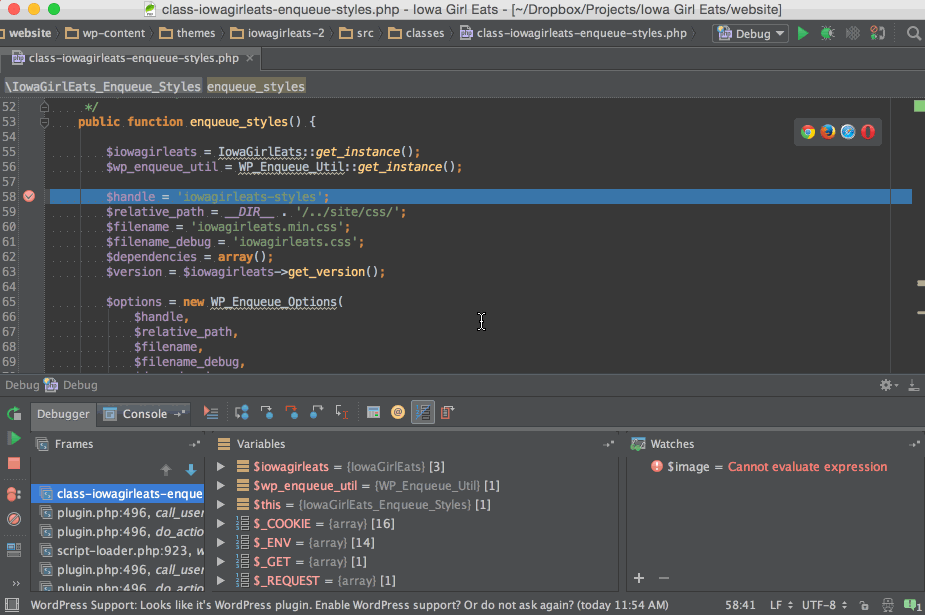 class-iowagirleats-enqueue-styles.php - Iowa Girl Eats - [~/Dropbox/Projects/Iowa Girl Eats/website]
website wp-content themes iowagirleats-2 src classes class-iowagirleats-enqueue-styles.php Debug
class-iowagirleats-enqueue-styles.php
\IowaGirlEats_Enqueue_Styles enqueue_styles
52 */
53 public function enqueue_styles() {
54
55 $iowagirleats = IowaGirlEats::get_instance();
56 $wp_enqueue_util = WP_Enqueue_Util::get_instance();
57
58 $handle = 'iowagirleats-styles';
59 $relative_path = __DIR__ . '/../site/css/';
60 $filename = 'iowagirleats.min.css';
61 $filename_debug = 'iowagirleats.css';
62 $dependencies = array();
63 $version = $iowagirleats->get_version();
64
65 $options = new WP_Enqueue_Options(
66 $handle,
67 $relative_path,
68 $filename,
69 $filename_debug,
Debug Debug
Debugger Console
Frames
class-iowagirleats-enque
plugin.php:496, call_user
plugin.php:496, do_actio
script-loader.php:923, w
plugin.php:496, call_user
plugin.php:496, do_actio
Variables
$iowagirleats = {IowaGirlEats} [3]
$wp_enqueue_util = {WP_Enqueue_Util} [1]
$this = {IowaGirlEats_Enqueue_Styles} [1]
$_COOKIE = {array} [16]
$_ENV = {array} [14]
$_GET = {array} [1]
$_REQUEST = {array} [1]
Watches
$image = Cannot evaluate expression
WordPress Support: Looks like it's WordPress plugin. Enable WordPress support? Or do not ask again? (today 11:54 AM) 58:41 LF UTF-8 1